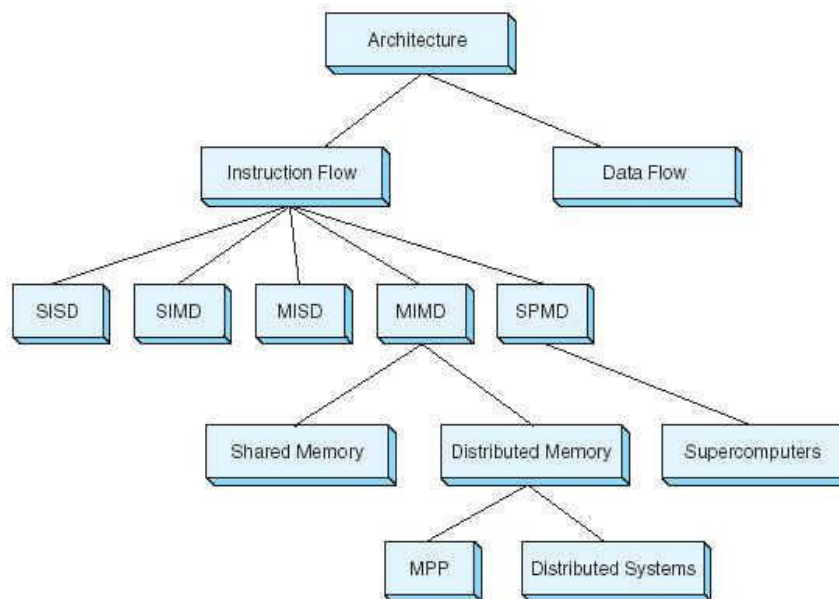 Architecture
Instruction Flow
Data Flow
SISD
SIMD
MISD
MIMD
SPMD
Shared Memory
Distributed Memory
Supercomputers
MPP
Distributed Systems